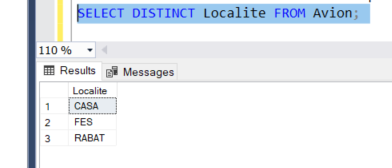 SELECT DISTINCT Localite FROM Avion;
110 %
Results Messages
Localite
1 CASA
2 FES
3 RABAT